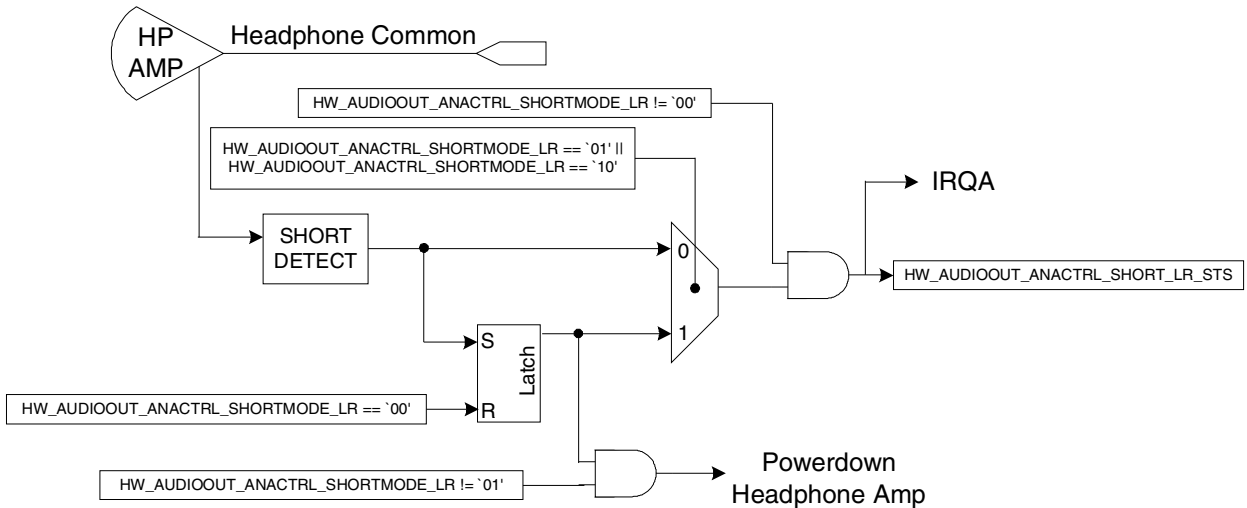 HP
AMP
Headphone Common
HW_AUDIOOUT_ANACTRL_SHORTMODE_LR != `00'
HW_AUDIOOUT_ANACTRL_SHORTMODE_LR == `01' ||
HW_AUDIOOUT_ANACTRL_SHORTMODE_LR == `10'
IRQA
SHORT
DETECT
0
HW_AUDIOOUT_ANACTRL_SHORT_LR_STS
1
S
Latch
R
HW_AUDIOOUT_ANACTRL_SHORTMODE_LR == `00'
HW_AUDIOOUT_ANACTRL_SHORTMODE_LR != `01'
Powerdown
Headphone Amp